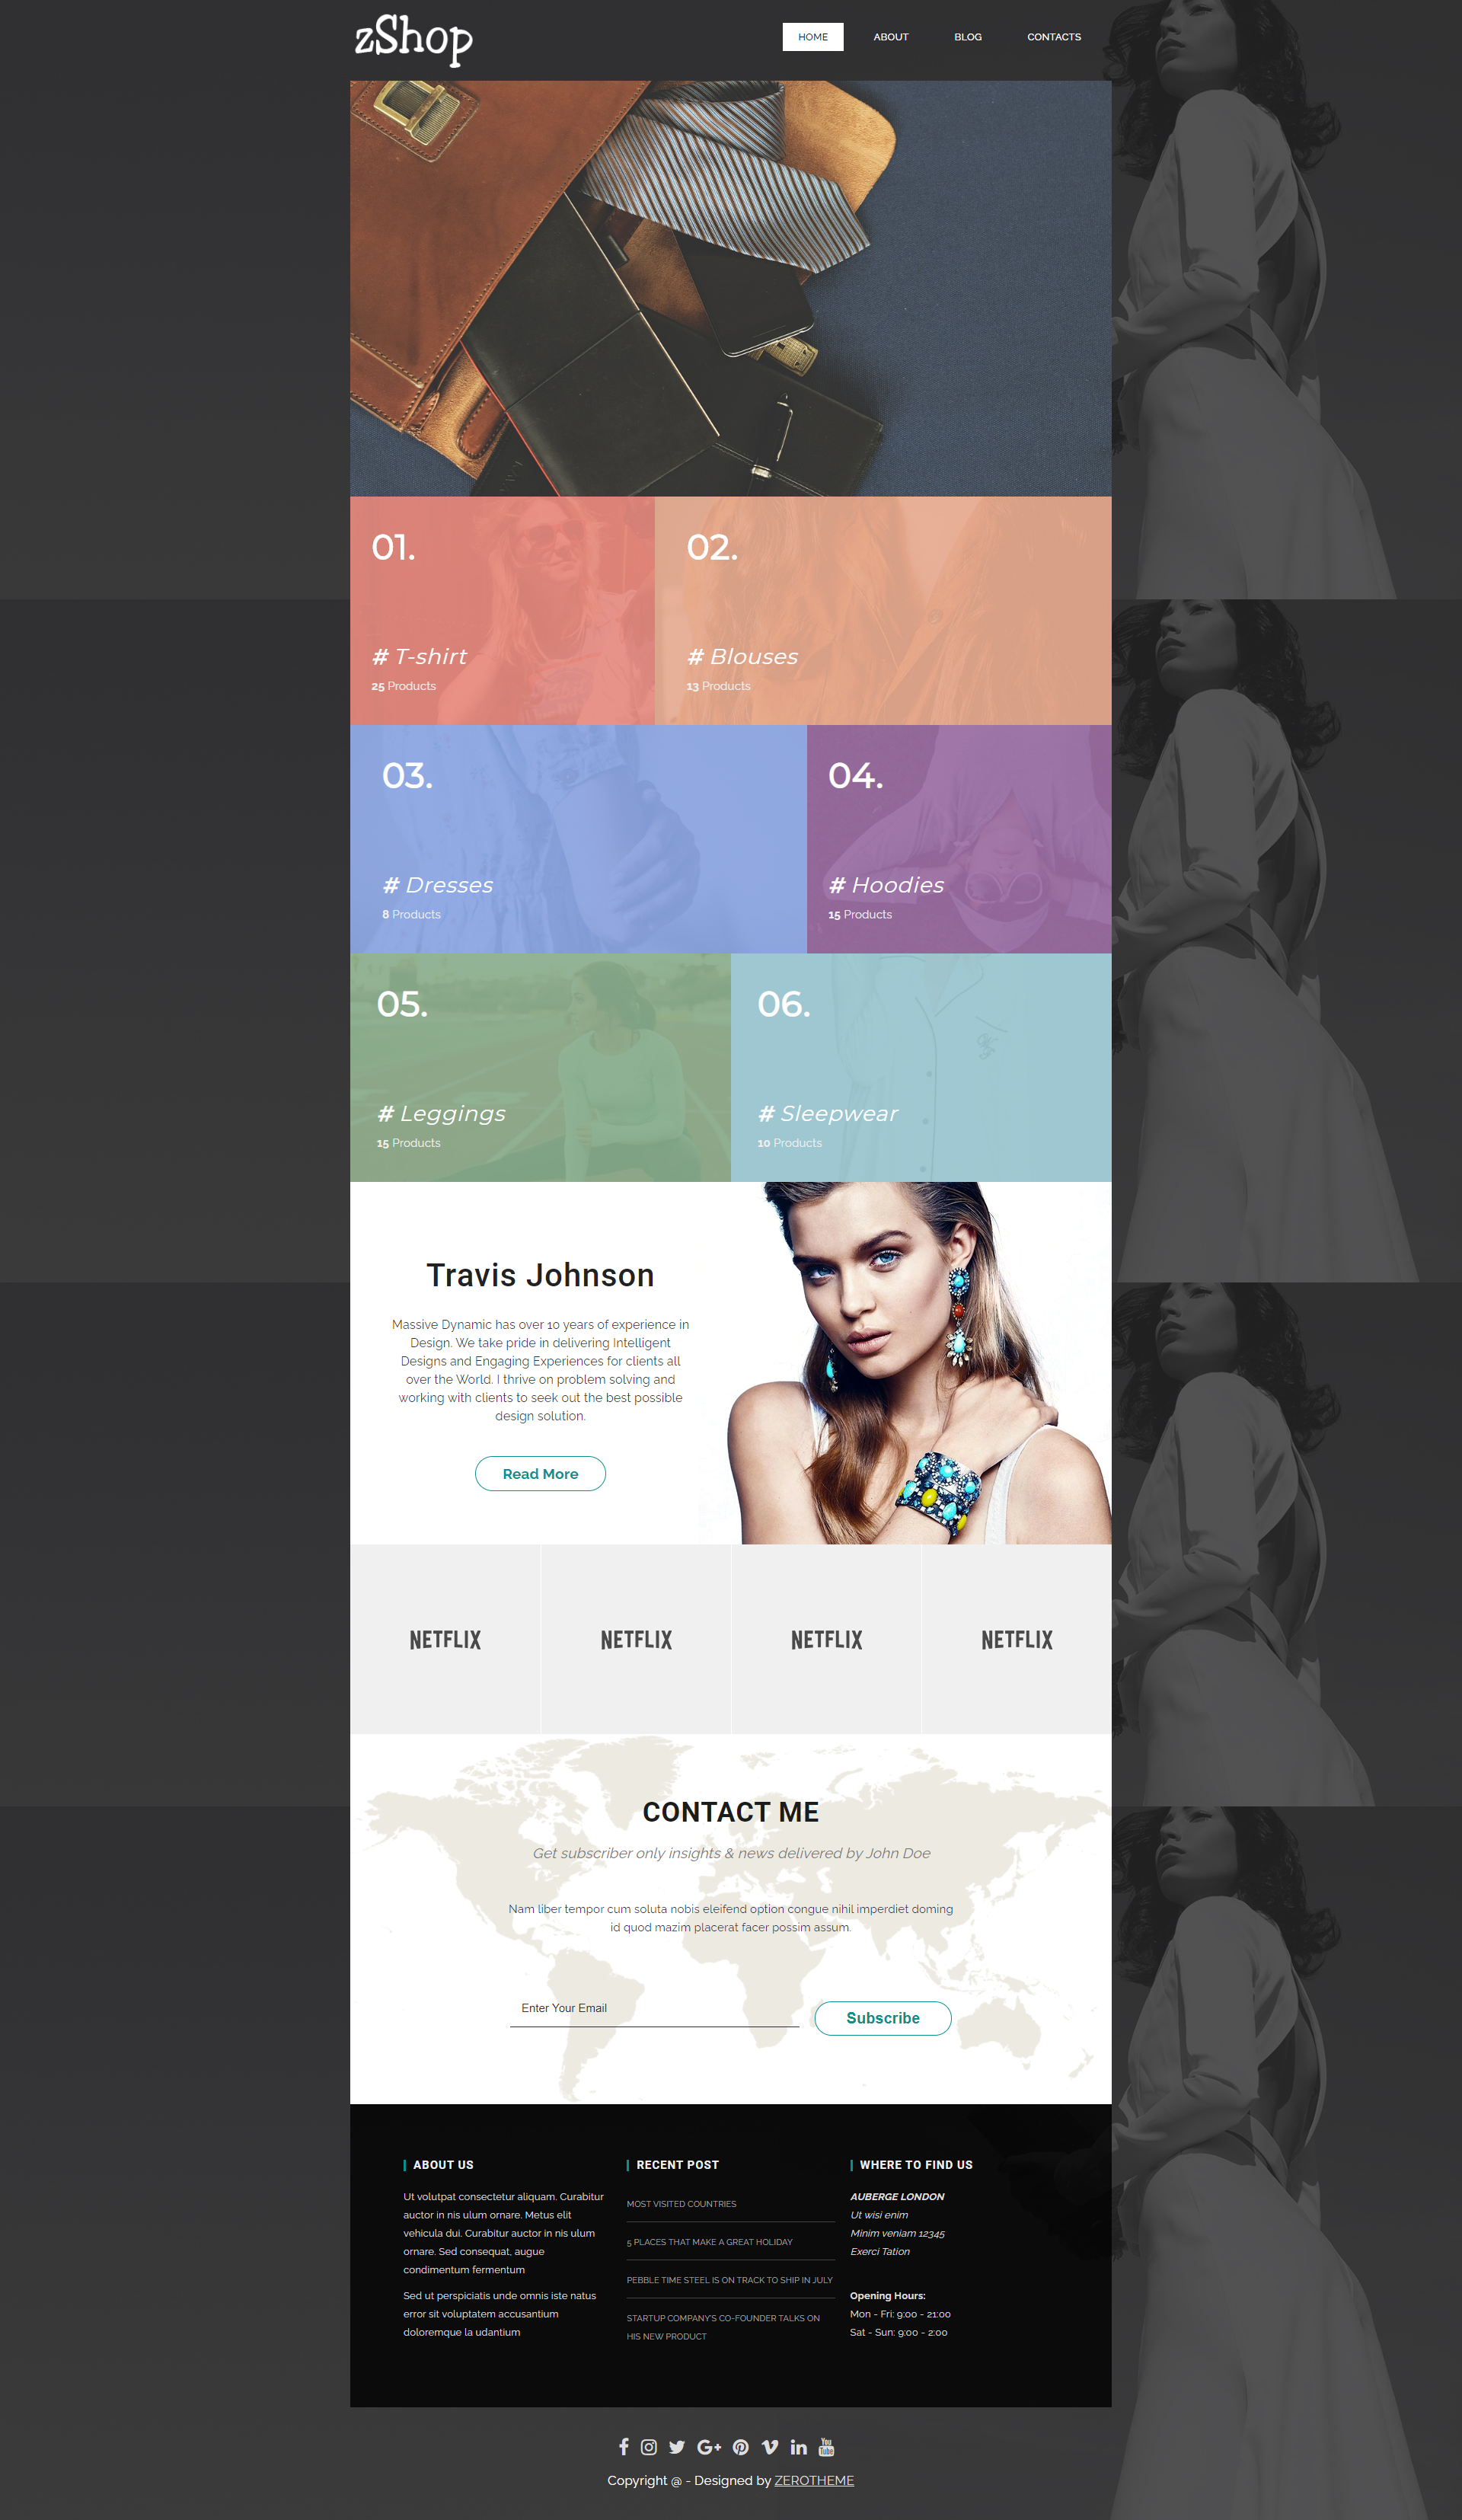 zShop
HOME
ABOUT
BLOG
CONTACTS
01.
# T-shirt
25 Products
02.
# Blouses
13 Products
03.
# Dresses
8 Products
04.
# Hoodies
15 Products
05.
# Leggings
15 Products
06.
# Sleepwear
10 Products
Travis Johnson
Massive Dynamic has over 10 years of experience in
Design. We take pride in delivering Intelligent
Designs and Engaging Experiences for clients all
over the World. I thrive on problem solving and
working with clients to seek out the best possible
design solution.
Read More
NETFLIX
NETFLIX
NETFLIX
NETFLIX
CONTACT ME
Get subscriber only insights & news delivered by John Doe
Nam liber tempor cum soluta nobis eleifend option congue nihil imperdiet doming
id quod mazim placerat facer possim assum.
Enter Your Email
Subscribe
ABOUT US
Ut volutpat consectetur aliquam. Curabitur
auctor in nis ulum ornare. Metus elit
vehicula dui. Curabitur auctor in nis ulum
ornare. Sed consequat, augue
condimentum fermentum
Sed ut perspiciatis unde omnis iste natus
error sit voluptatem accusantium
doloremque la udantium
RECENT POST
MOST VISITED COUNTRIES
5 PLACES THAT MAKE A GREAT HOLIDAY
PEBBLE TIME STEEL IS ON TRACK TO SHIP IN JULY
STARTUP COMPANY'S CO-FOUNDER TALKS ON
HIS NEW PRODUCT
WHERE TO FIND US
AUBERGE LONDON
Ut wisi enim
Minim veniam 12345
Exerci Tation
Opening Hours:
Mon - Fri: 9:00 - 21:00
Sat - Sun: 9:00 - 2:00
You
Tube
Copyright @ - Designed by ZEROTHEME